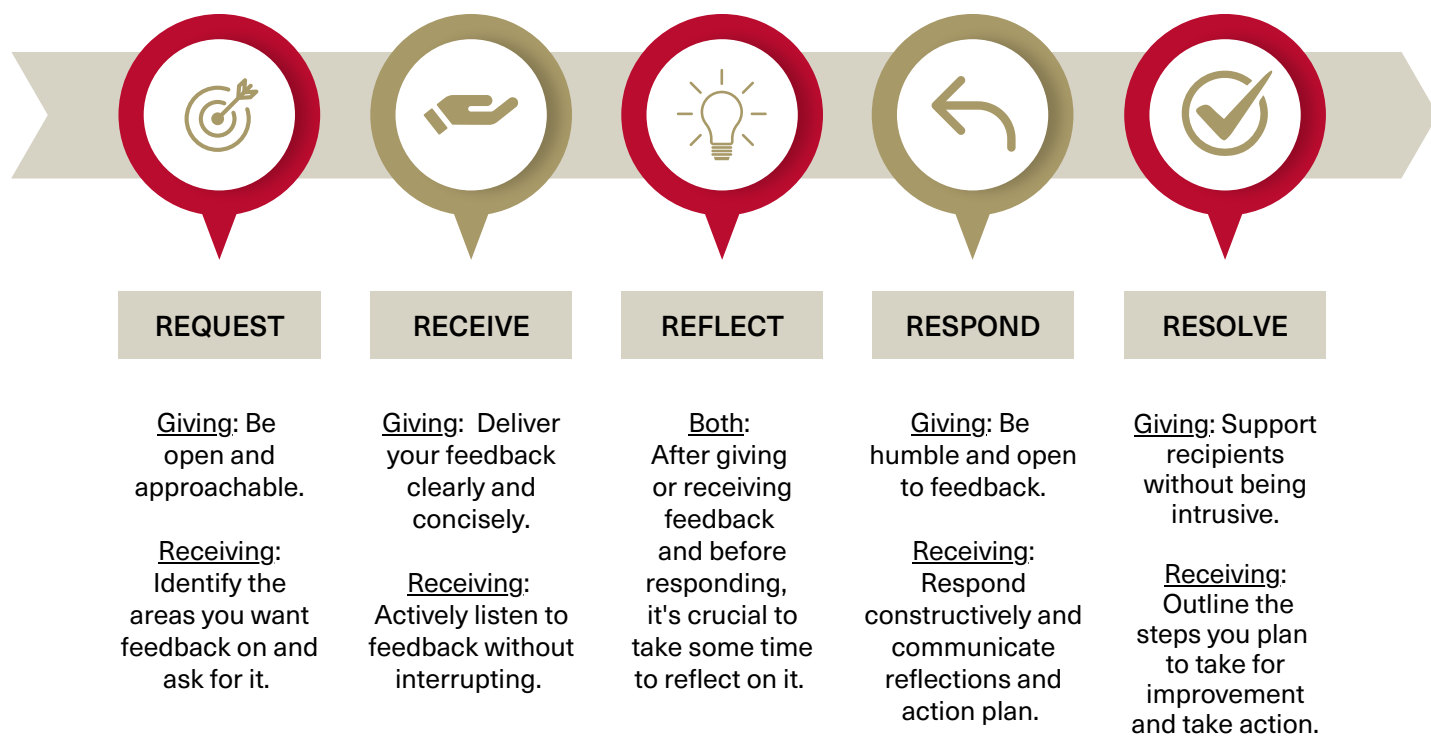 REQUEST
Giving: Be
open and
approachable.
Receiving:
Identify the
areas you want
feedback on and
ask for it.
RECEIVE
Giving:  Deliver
your feedback
clearly and
concisely.
Receiving:
Actively listen to
feedback without
interrupting.
REFLECT
Both:
After giving
or receiving
feedback
and before
responding,
it's crucial to
take some time
to reflect on it.
RESPOND
Giving: Be
humble and open
to feedback.
Receiving:
Respond
constructively and
communicate
reflections and
action plan.
RESOLVE
Giving: Support
recipients
without being
intrusive.
Receiving:
Outline the
steps you plan
to take for
improvement
and take action.